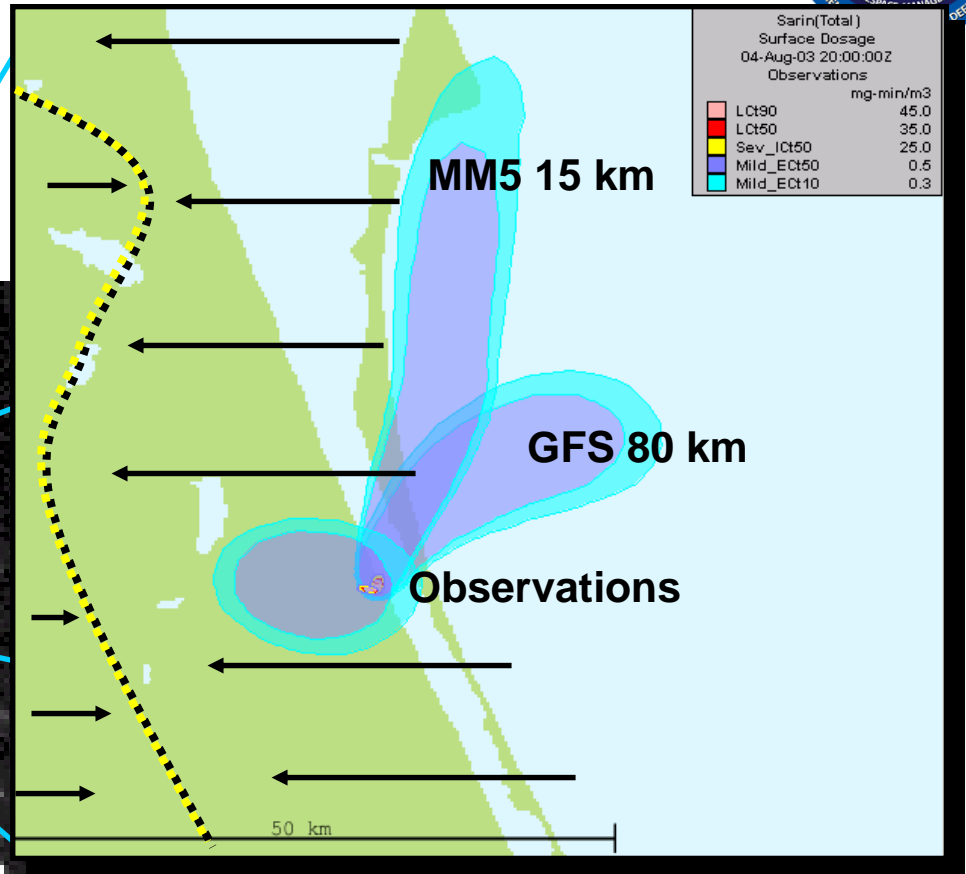 Sarin(Total)
Surface Dosage
04-Aug-03 20:00:00Z
Observations
mg-min/m3
LCt90 45.0
LCt50 35.0
Sev_ICt50 25.0
Mild_ECt50 0.5
Mild_ECt10 0.3
MM5 15 km
GFS 80 km
Observations
50 km